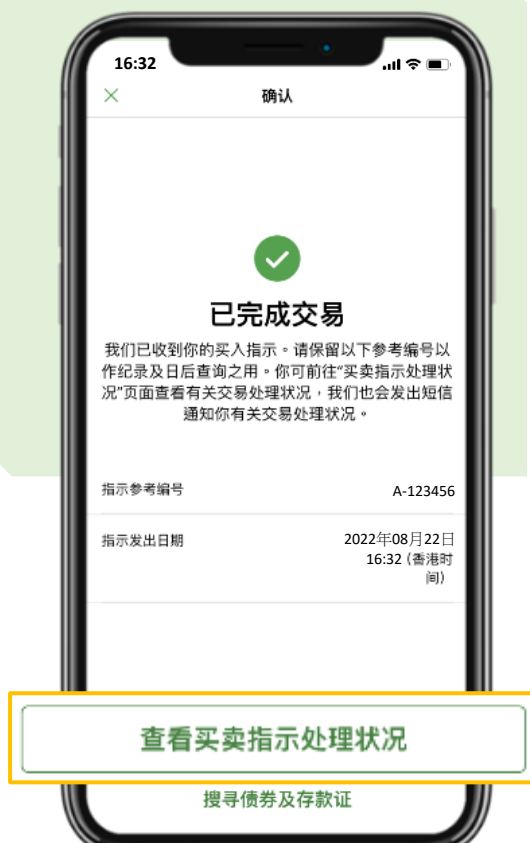 16:32
确认
已完成交易
我们已收到你的买入指示。请保留以下参考编号以
作纪录及日后查询之用。你可前往“买卖指示处理状
况”页面查看有关交易处理状况，我们也会发出短信
通知你有关交易处理状况。
指示参考编号 A-123456
指示发出日期 2022年08月22日
16:32 (香港时
间)
查看买卖指示处理状况
搜寻债券及存款证